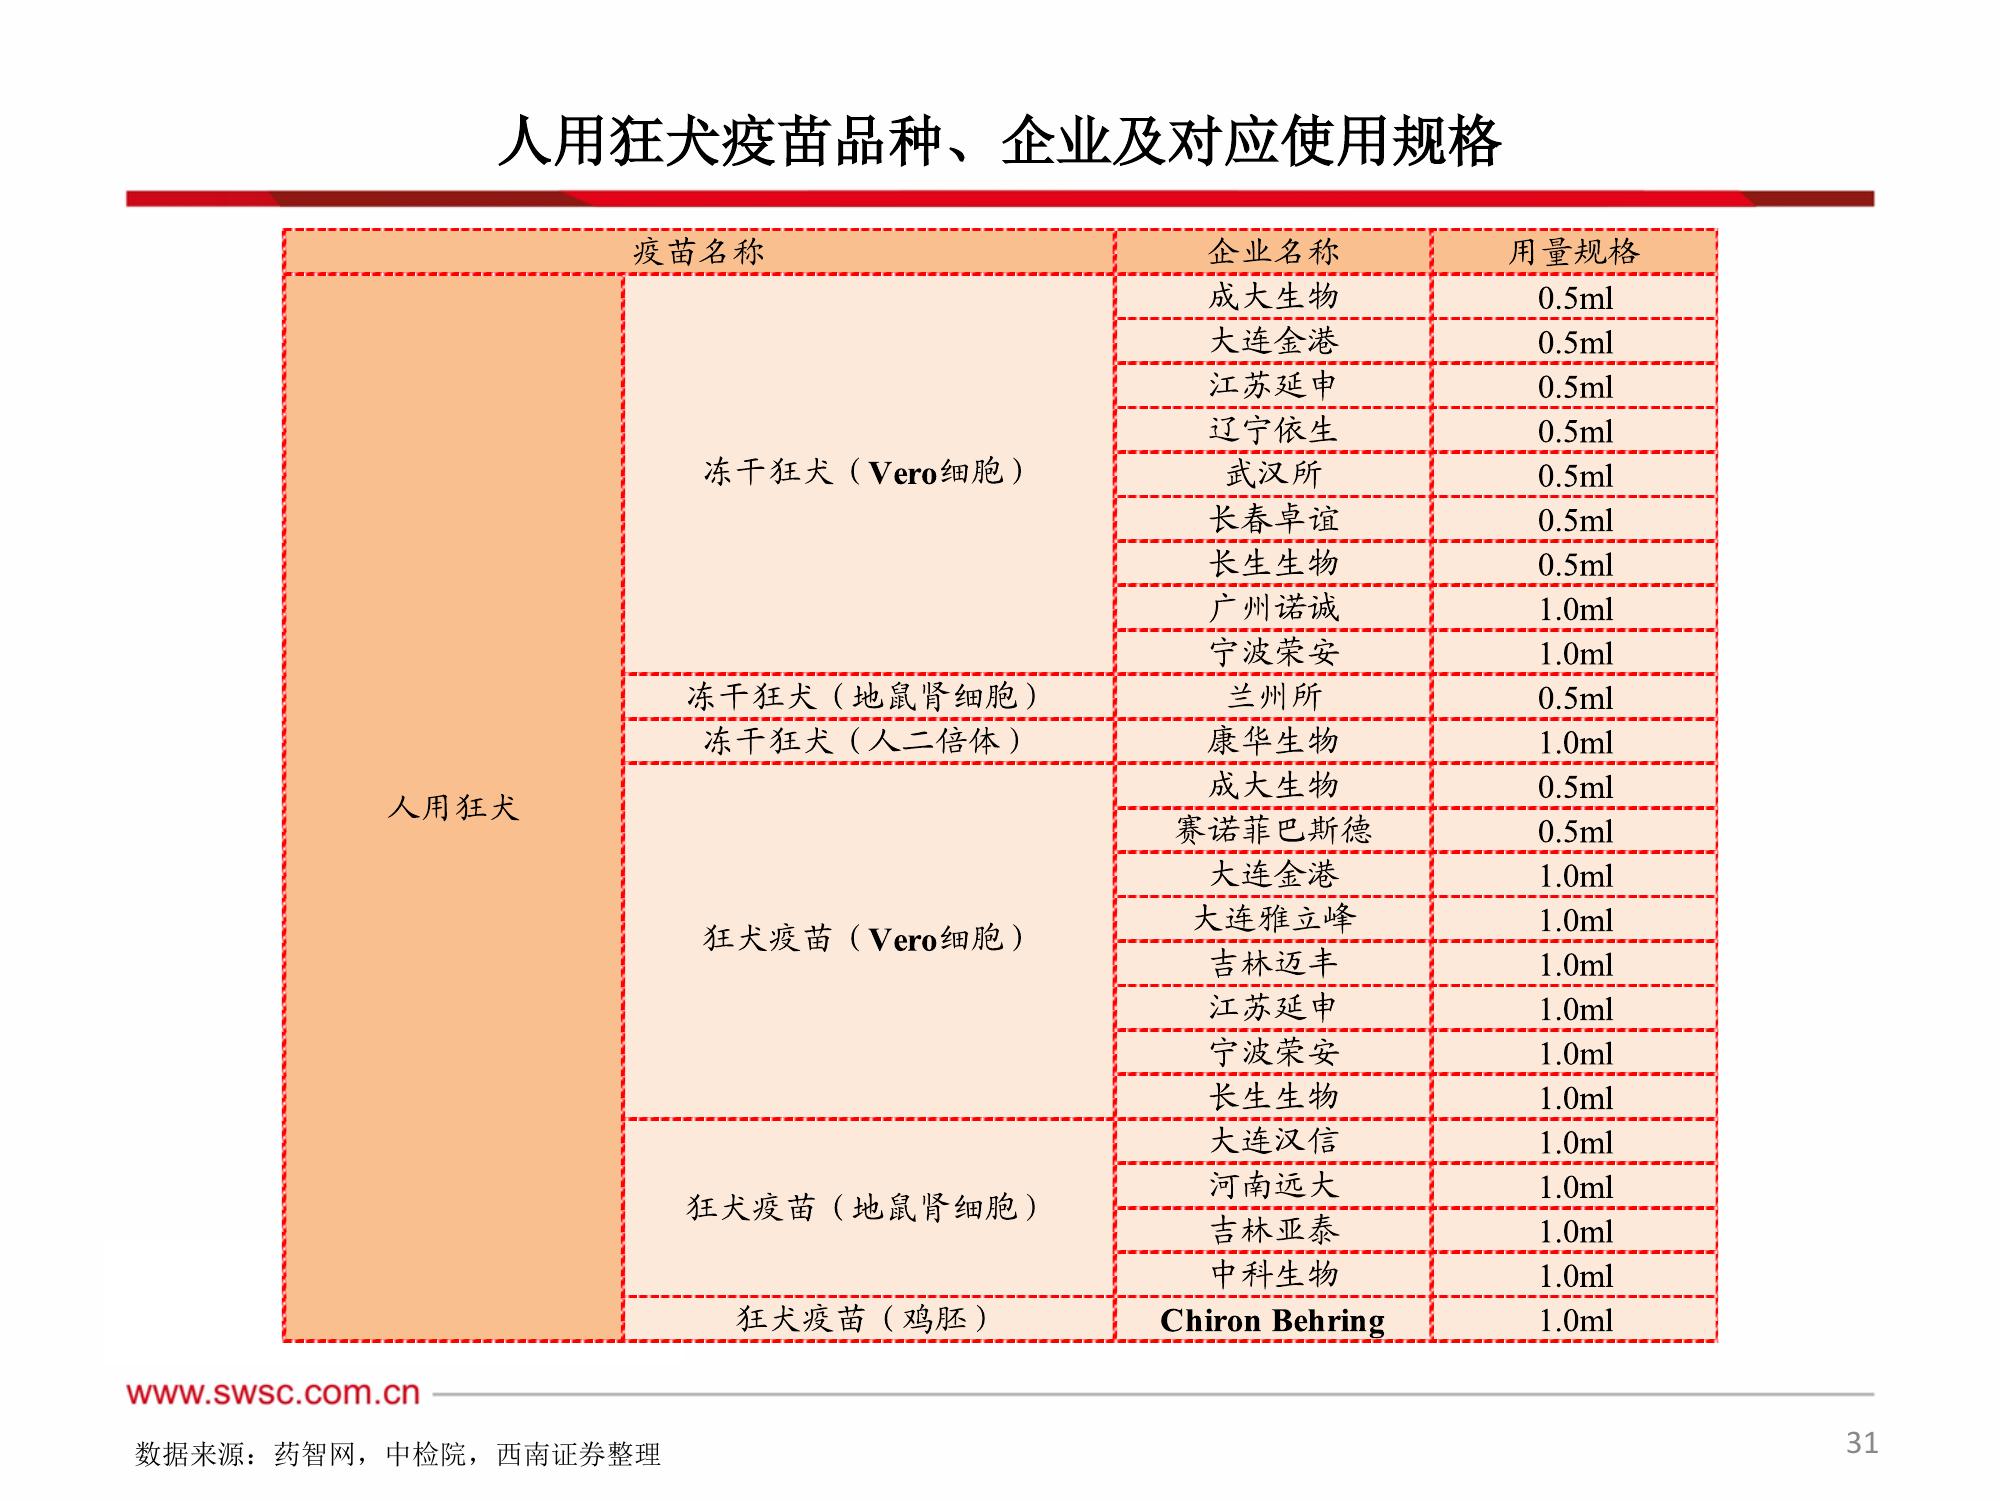 人用狂犬疫苗品种、企业及对应使用规格
疫苗名称 企业名称 用量规格
人用狂犬
冻干狂犬（Vero细胞）
成大生物 0.5ml
大连金港 0.5ml
江苏延申 0.5ml
辽宁依生 0.5ml
武汉所 0.5ml
长春卓谊 0.5ml
长生生物 0.5ml
广州诺诚 1.0ml
宁波荣安 1.0ml
冻干狂犬（地鼠肾细胞） 兰州所 0.5ml
冻干狂犬（人二倍体） 康华生物 1.0ml
狂犬疫苗（Vero细胞）
成大生物 0.5ml
赛诺菲巴斯德 0.5ml
大连金港 1.0ml
大连雅立峰 1.0ml
吉林迈丰 1.0ml
江苏延申 1.0ml
宁波荣安 1.0ml
长生生物 1.0ml
狂犬疫苗（地鼠肾细胞）
大连汉信 1.0ml
河南远大 1.0ml
吉林亚泰 1.0ml
中科生物 1.0ml
狂犬疫苗（鸡胚） Chiron Behring 1.0ml
www.swsc.com.cn
数据来源：药智网，中检院，西南证券整理
31